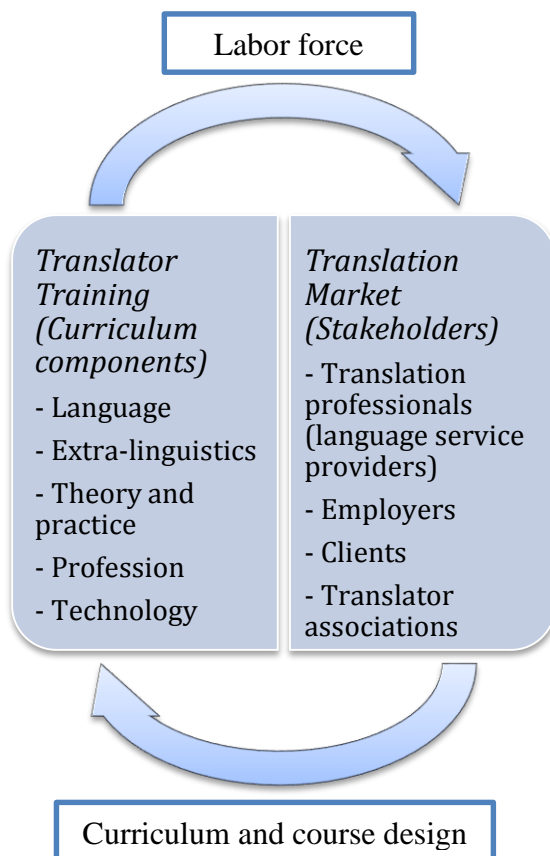 Labor force
Translator
Training
(Curriculum
components)
- Language
- Extra-linguistics
- Theory and
practice
- Profession
- Technology
Translation
Market
(Stakeholders)
- Translation
professionals
(language service
providers)
- Employers
- Clients
- Translator
associations
Curriculum and course design